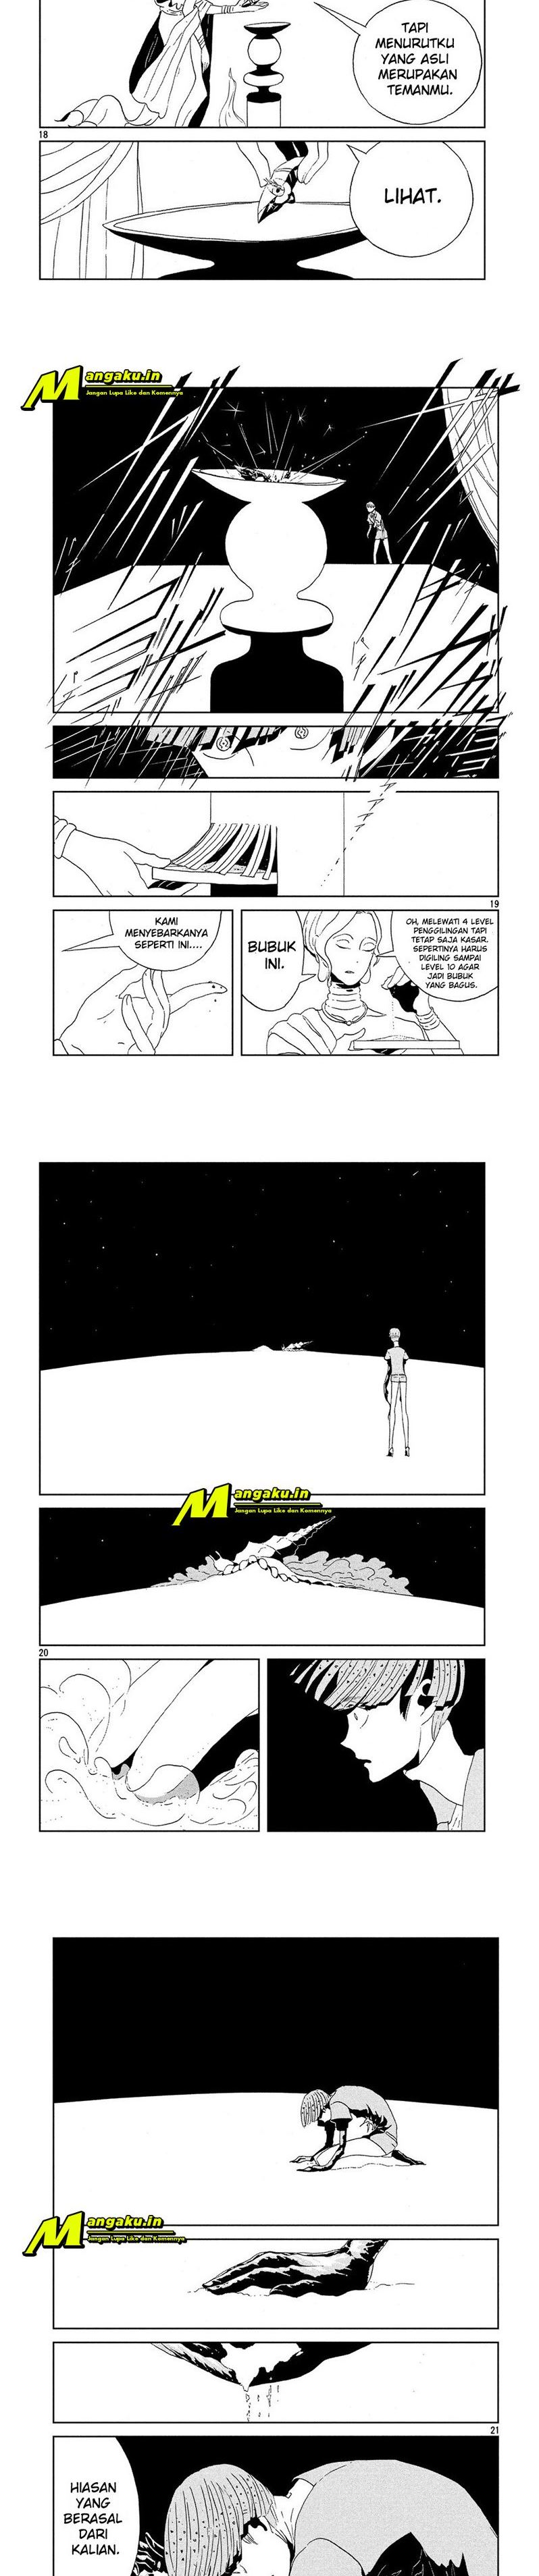 TAPI
MENURUTKU
YANG ASLI
MERUPAKAN
TEMANMU.
18
LIHAT.
Mangaku.in
Jangan Lupa Like dan Komennya
19
KAMI
MENYEBARKANYA
SEPERTI INI....
BUBUK
INI.
OH, MELEWATI 4 LEVEL
PENGGILINGAN TAPI
TETAP SAJA KASAR.
SEPERTINYA HARUS
DIGILING SAMPAI
LEVEL 10 AGAR
JADI BUBUK
YANG BAGUS.
Mangaku.in
Jangan Lupa Like dan Komennya
20
Mangaku.in
Jangan Lupa Like dan Komennya
21
HIASAN
YANG
BERASAL
DARI
KALIAN.